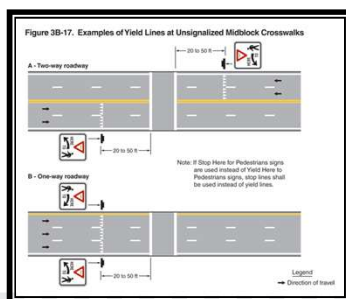 Figure 3B-17. Examples of Yield Lines at Unsignalized Midblock Crosswalks
20 to 50 ft
A - Two-way roadway
20 to 50 ft
Note: If Stop Here for Pedestrians signs
are used instead of Yield Here to
Pedestrians signs, stop lines shall
be used instead of yield lines.
B - One-way roadway
20 to 50 ft
Legend
Direction of travel